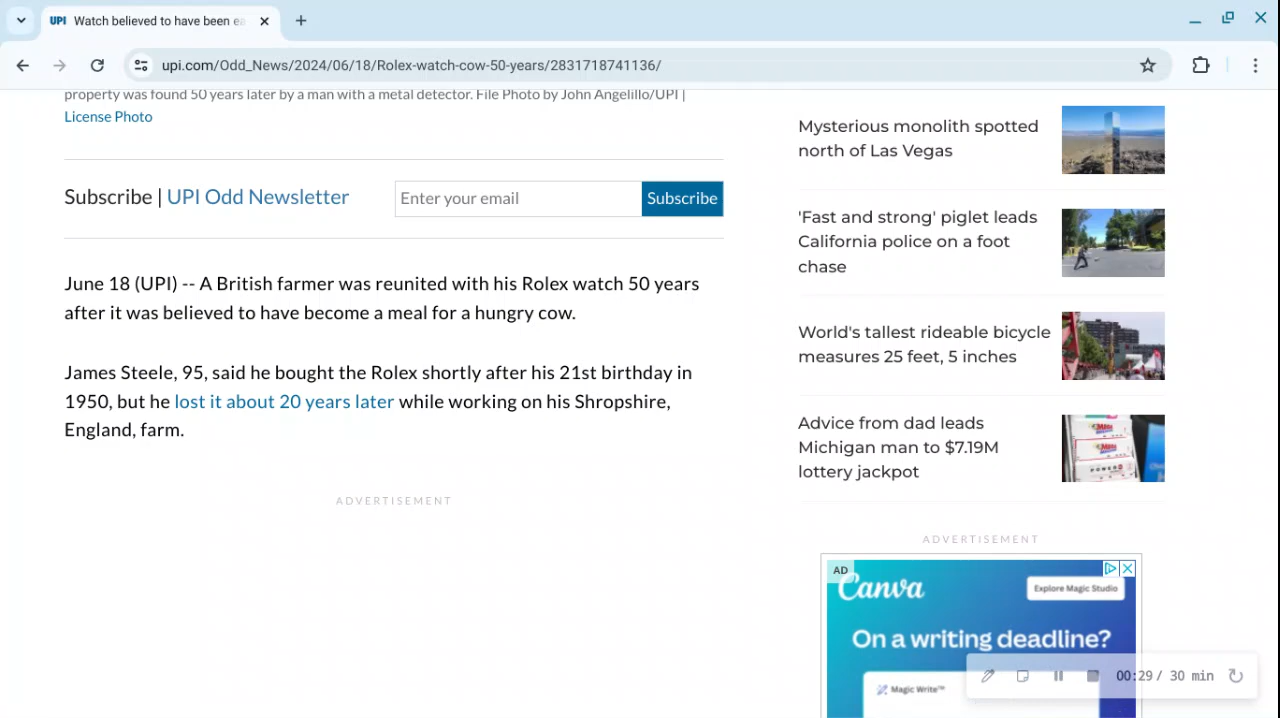 UPI Watch believed to have been ea
upi.com/Odd_News/2024/06/18/Rolex-watch-cow-50-years/2831718741136/
property was found 50 years later by a man with a metal detector. File Photo by John Angelillo/UPI |
License Photo
Subscribe | UPI Odd Newsletter
Enter your email
Subscribe
June 18 (UPI) -- A British farmer was reunited with his Rolex watch 50 years
after it was believed to have become a meal for a hungry cow.
James Steele, 95, said he bought the Rolex shortly after his 21st birthday in
1950, but he lost it about 20 years later while working on his Shropshire,
England, farm.
ADVERTISEMENT
Mysterious monolith spotted
north of Las Vegas
'Fast and strong' piglet leads
California police on a foot
chase
World's tallest rideable bicycle
measures 25 feet, 5 inches
Advice from dad leads
Michigan man to $7.19M
lottery jackpot
ADVERTISEMENT
AD
Canva
Explore Magic Studio
On a writing deadline?
Magic Write™
00:29 / 30 min